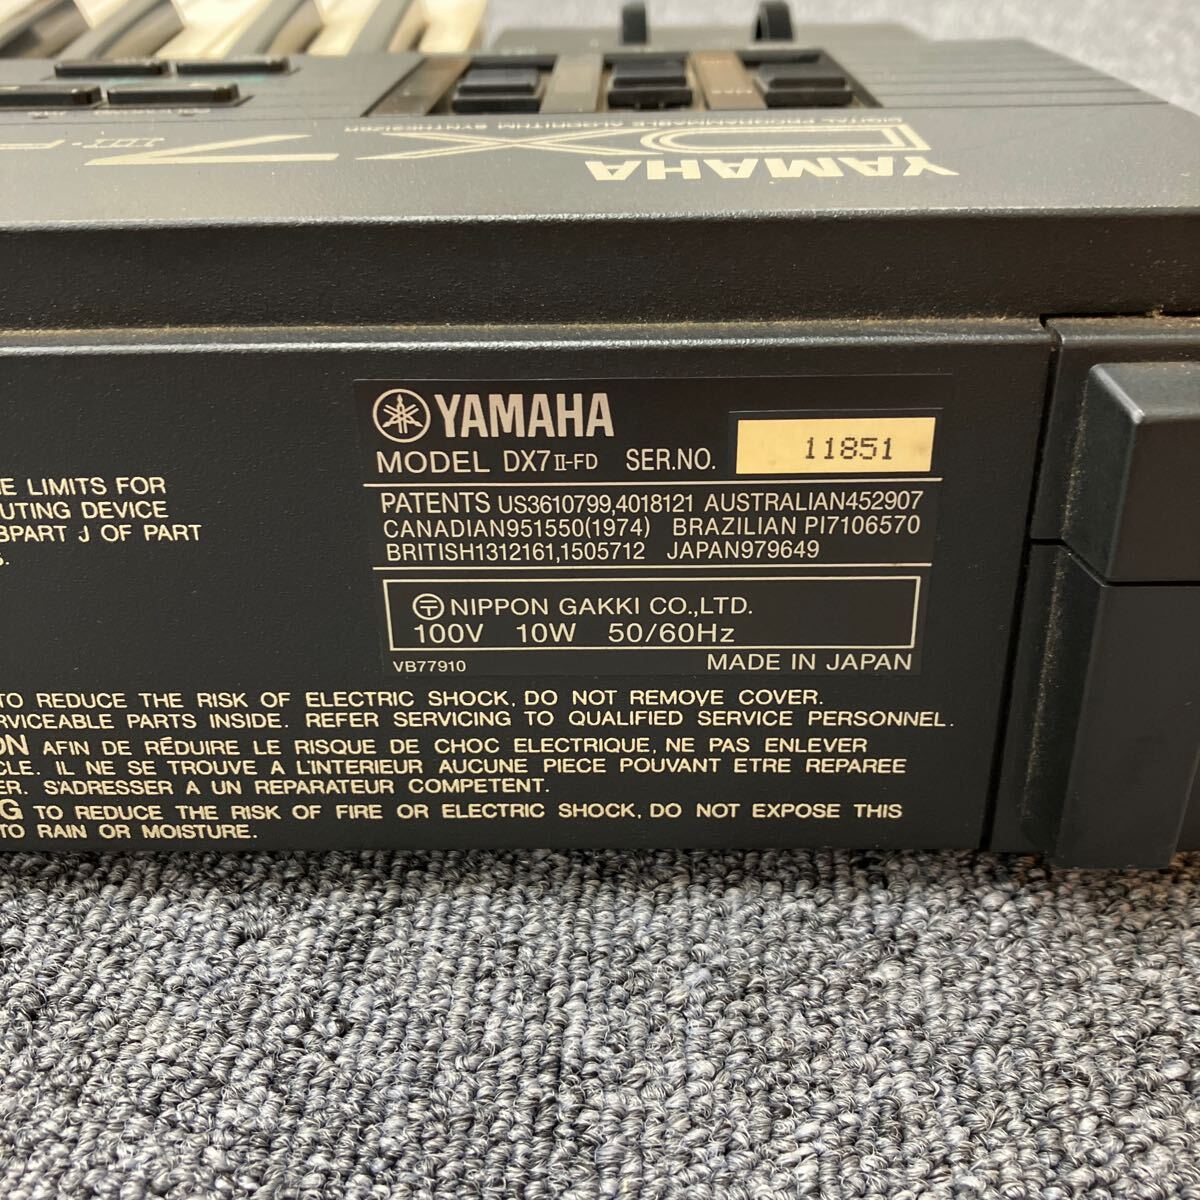 YAMAHA
DX7 II-F
DIGITAL PROGRAMMABLE ALGORITHM SYNTHESIZER
YAMAHA
MODEL DX7 II-FD SER.NO. 11851
PATENTS US3610799,4018121 AUSTRALIAN452907
CANADIAN951550(1974) BRAZILIAN PI7106570
BRITISH1312161,1505712 JAPAN979649
NIPPON GAKKI CO.,LTD.
100V 10W 50/60Hz
VB77910 MADE IN JAPAN
E LIMITS FOR
UTING DEVICE
BPART J OF PART
TO REDUCE THE RISK OF ELECTRIC SHOCK, DO NOT REMOVE COVER.
RVICEABLE PARTS INSIDE. REFER SERVICING TO QUALIFIED SERVICE PERSONNEL.
ON AFIN DE RÉDUIRE LE RISQUE DE CHOC ELECTRIQUE, NE PAS ENLEVER
CLE. IL NE SE TROUVE A L'INTERIEUR AUCUNE PIECE POUVANT ETRE REPAREE
ER. S'ADRESSER A UN REPARATEUR COMPETENT.
G TO REDUCE THE RISK OF FIRE OR ELECTRIC SHOCK, DO NOT EXPOSE THIS
TO RAIN OR MOISTURE.